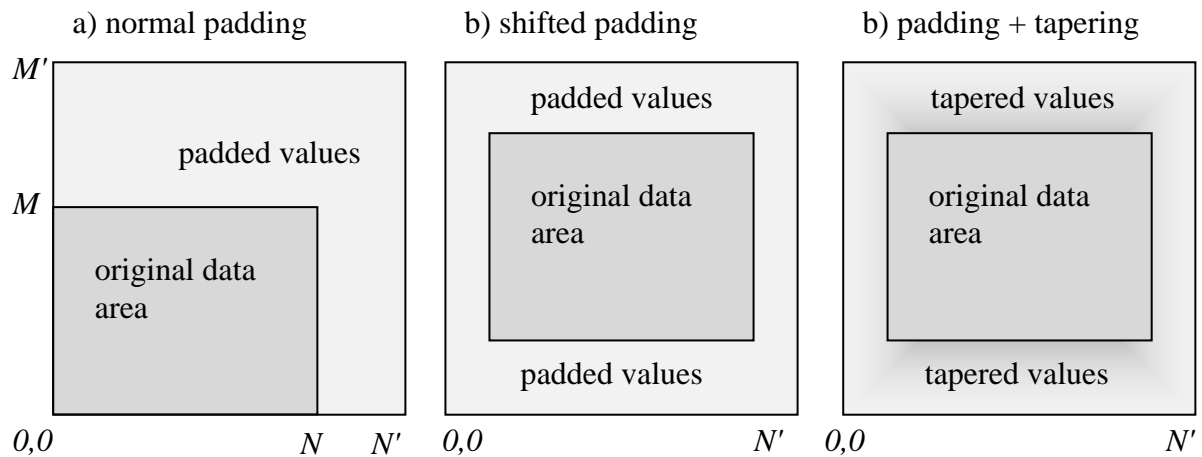 a) normal padding
b) shifted padding
b) padding + tapering
M'
padded values
M
original data
area
0,0
N
N'
padded values
original data
area
padded values
0,0
N'
tapered values
original data
area
tapered values
0,0
N'